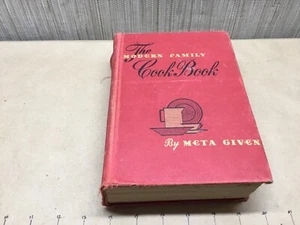 The
MODERN FAMILY
Cook Book
By META GIVEN